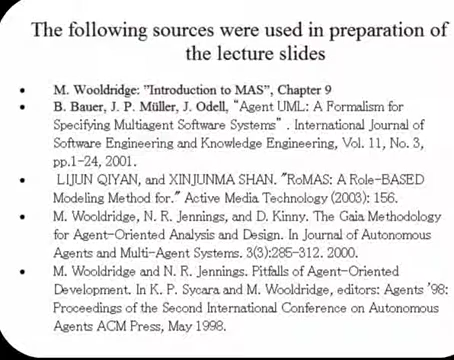 The following sources were used in preparation of
the lecture slides
• M. Wooldridge: "Introduction to MAS", Chapter 9
• B. Bauer, J. P. Müller, J. Odell, “Agent UML: A Formalism for
Specifying Multiagent Software Systems” . International Journal of
Software Engineering and Knowledge Engineering, Vol. 11, No. 3,
pp.1-24, 2001.
• LIJUN QIYAN, and XINJUNMA SHAN. "RoMAS: A Role-BASED
Modeling Method for." Active Media Technology (2003): 156.
• M. Wooldridge, N. R. Jennings, and D. Kinny. The Gaia Methodology
for Agent-Oriented Analysis and Design. In Journal of Autonomous
Agents and Multi-Agent Systems. 3(3):285-312. 2000.
• M. Wooldridge and N. R. Jennings. Pitfalls of Agent-Oriented
Development. In K. P. Sycara and M. Wooldridge, editors: Agents '98:
Proceedings of the Second International Conference on Autonomous
Agents ACM Press, May 1998.